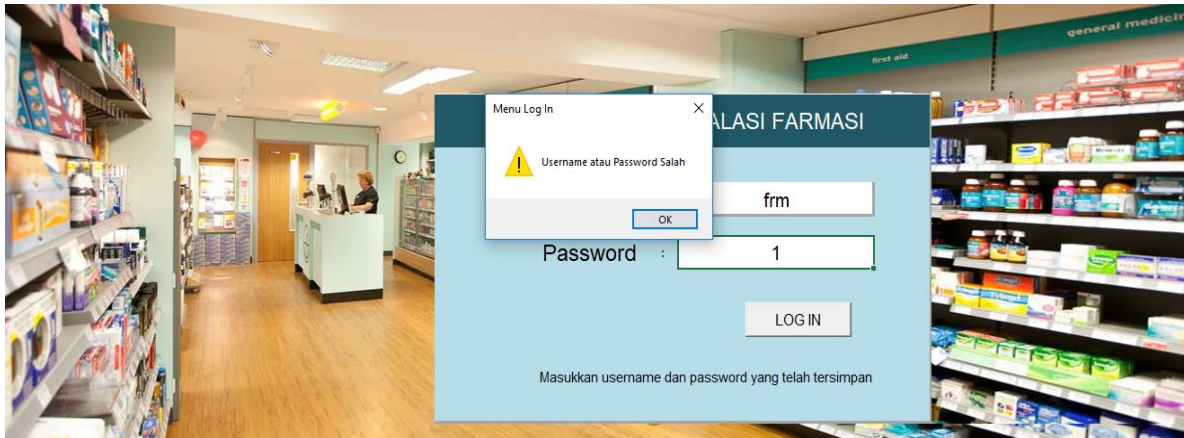 general medicin
first aid
Menu Log In
ALASI FARMASI
Username atau Password Salah
frm
OK
Password :
1
LOG IN
Masukkan username dan password yang telah tersimpan